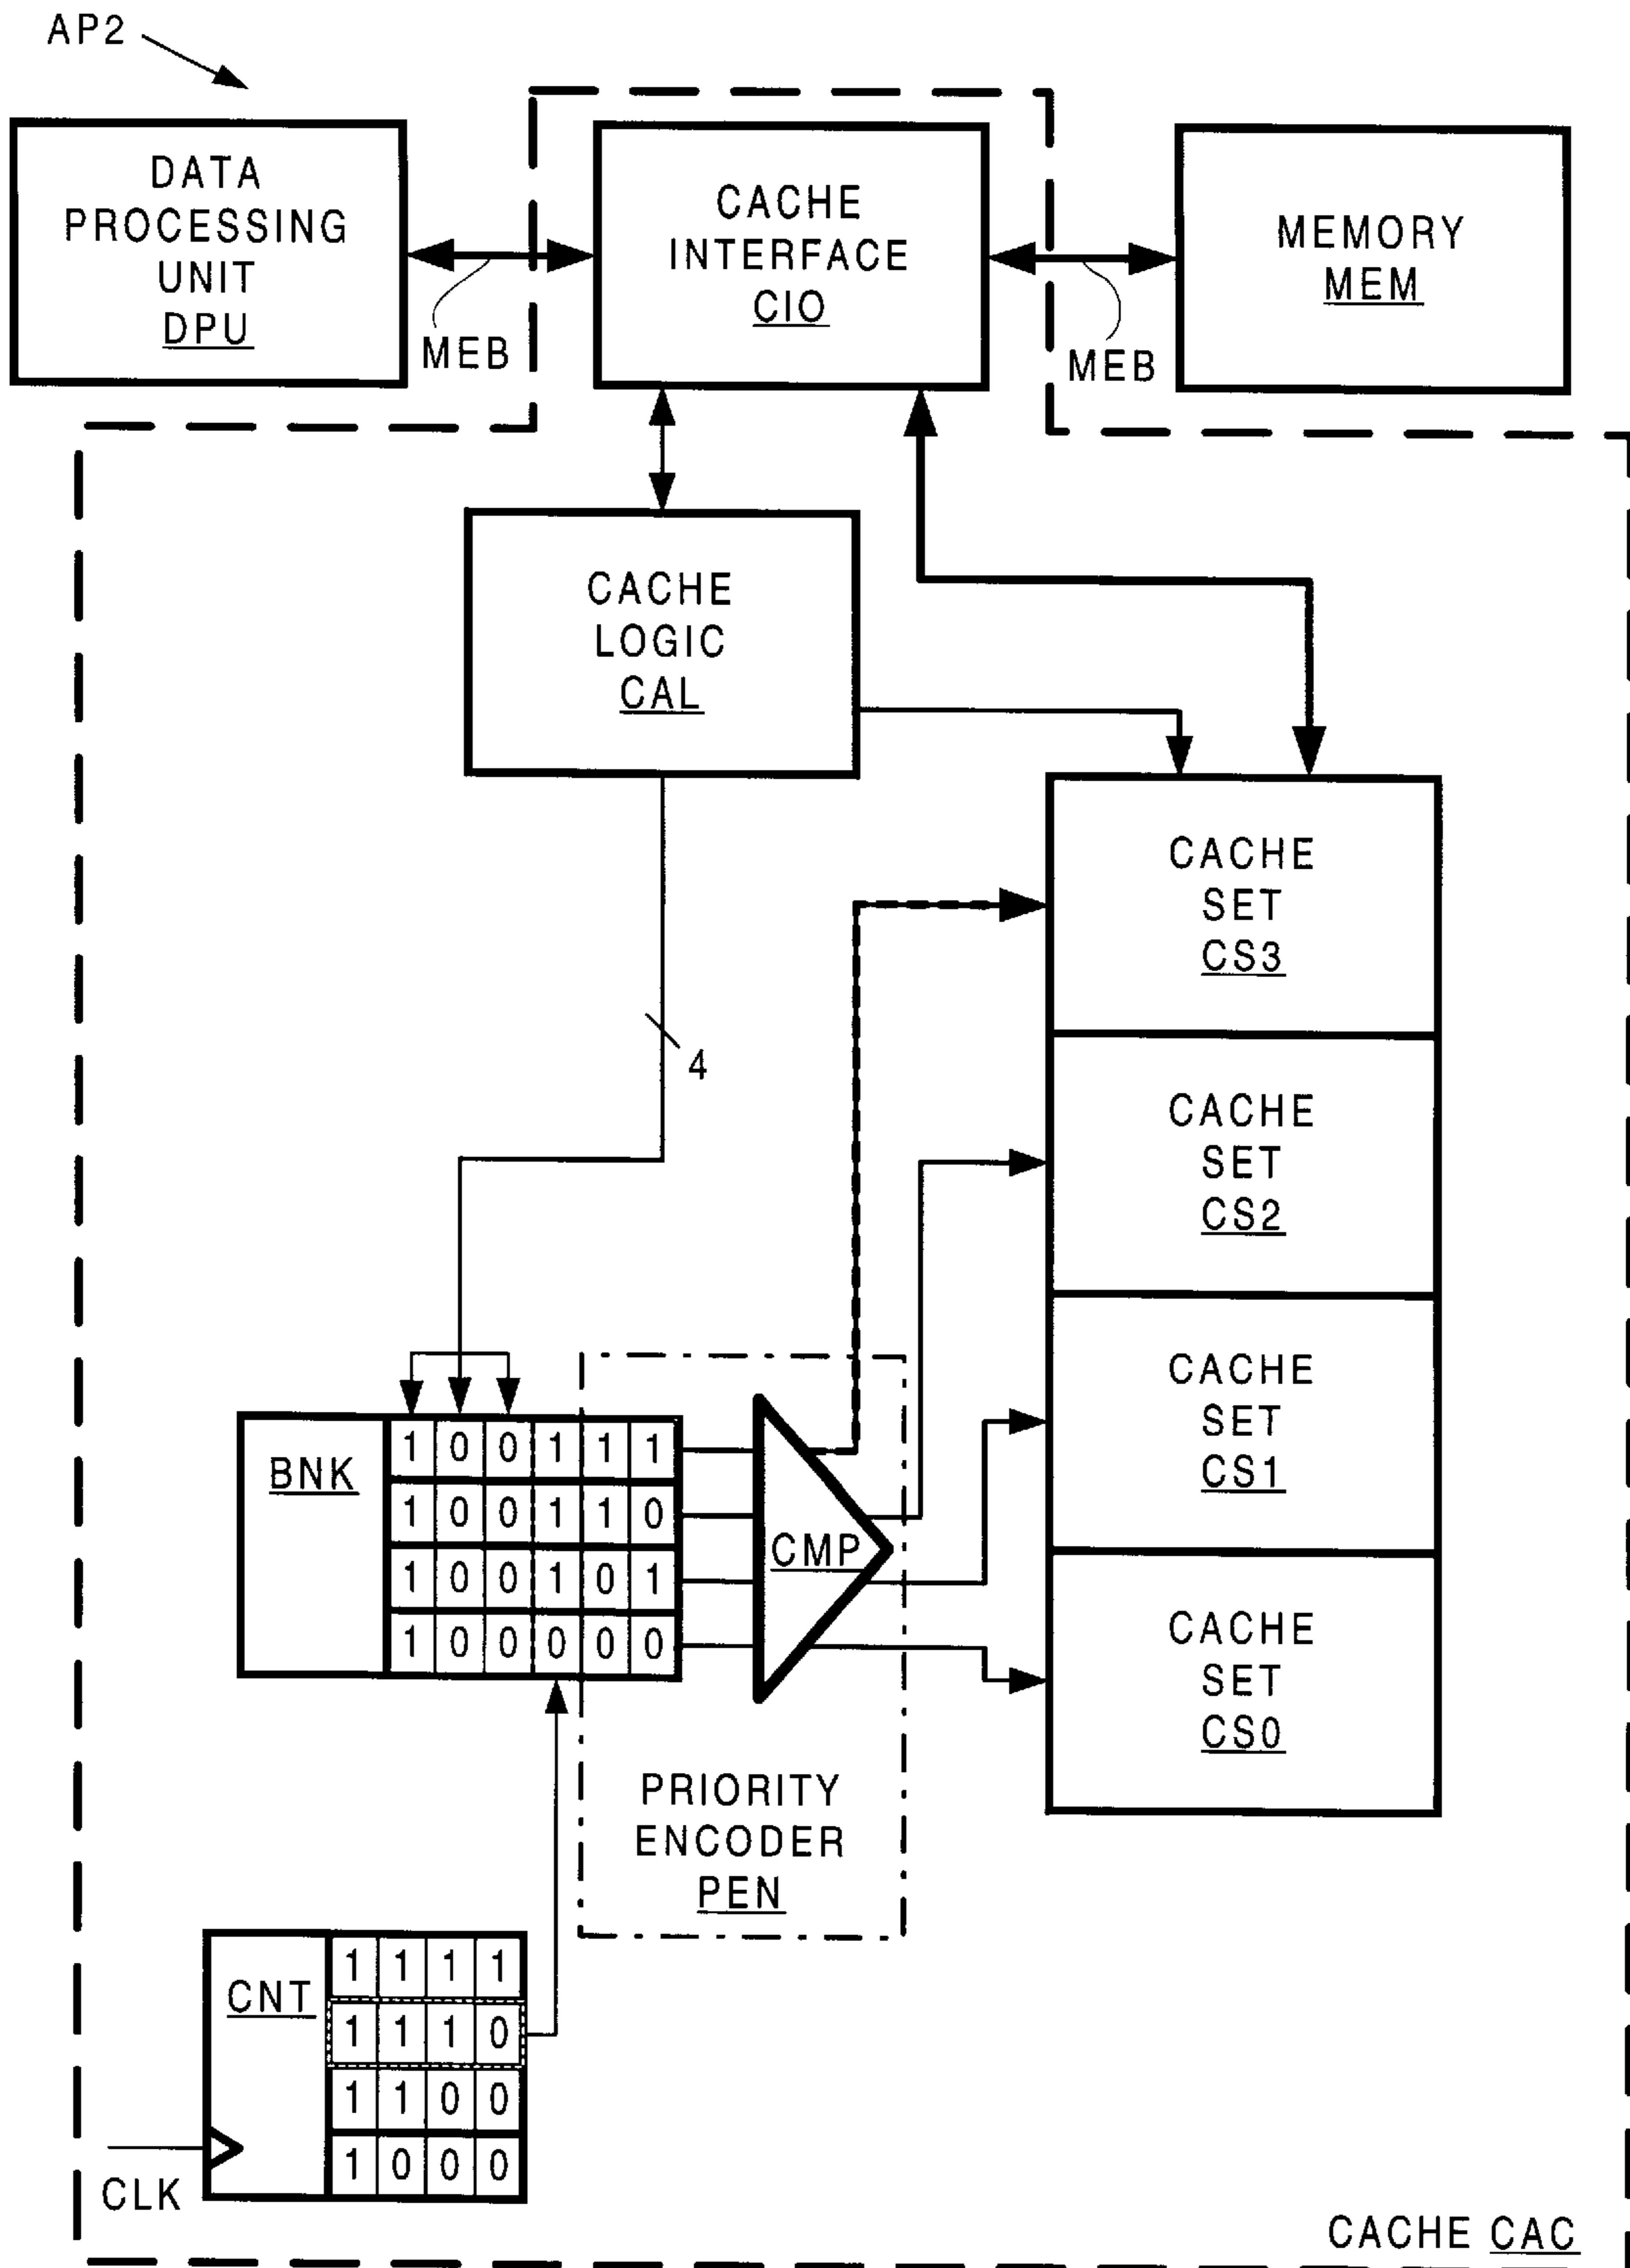 AP2
DATA
PROCESSING
UNIT
DPU
CACHE
INTERFACE
CIO
MEMORY
MEM
MEB
MEB
CACHE
LOGIC
CAL
4
CACHE
SET
CS3
CACHE
SET
CS2
CACHE
SET
CS1
CACHE
SET
CS0
BNK
1 0 0 1 1 1
1 0 0 1 1 0
1 0 0 1 0 1
1 0 0 0 0 0
CMP
PRIORITY
ENCODER
PEN
CNT
1 1 1 1
1 1 1 0
1 1 0 0
1 0 0 0
CLK
CACHE CAC